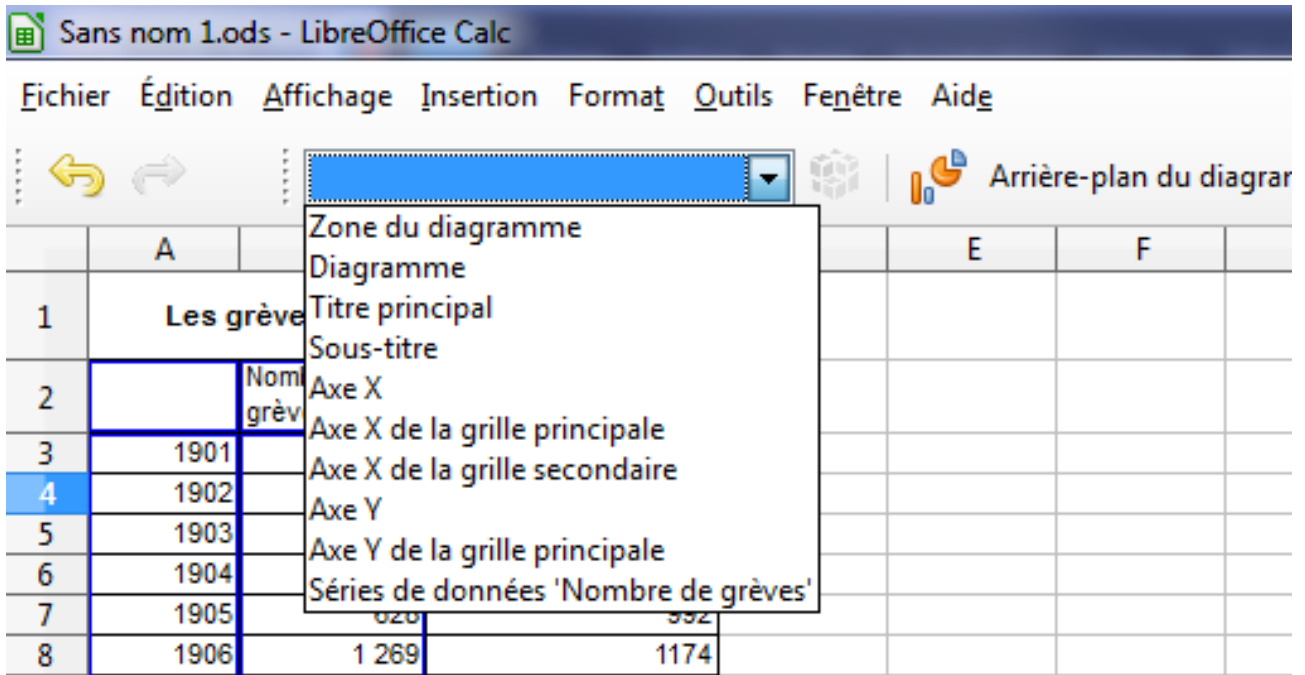 Sans nom 1.ods - LibreOffice Calc
Fichier Édition Affichage Insertion Format Outils Fenêtre Aide
Arrière-plan du
Zone du diagramme
Diagramme
Titre principal
Sous-titre
Axe X
Axe X de la grille principale
Axe X de la grille secondaire
Axe Y
Axe Y de la grille principale
Séries de données 'Nombre de grèves'
A E F
1 Les
2
3 1901
4 1902
5 1903
6 1904
7 1905 992
8 1906 1 269 1174